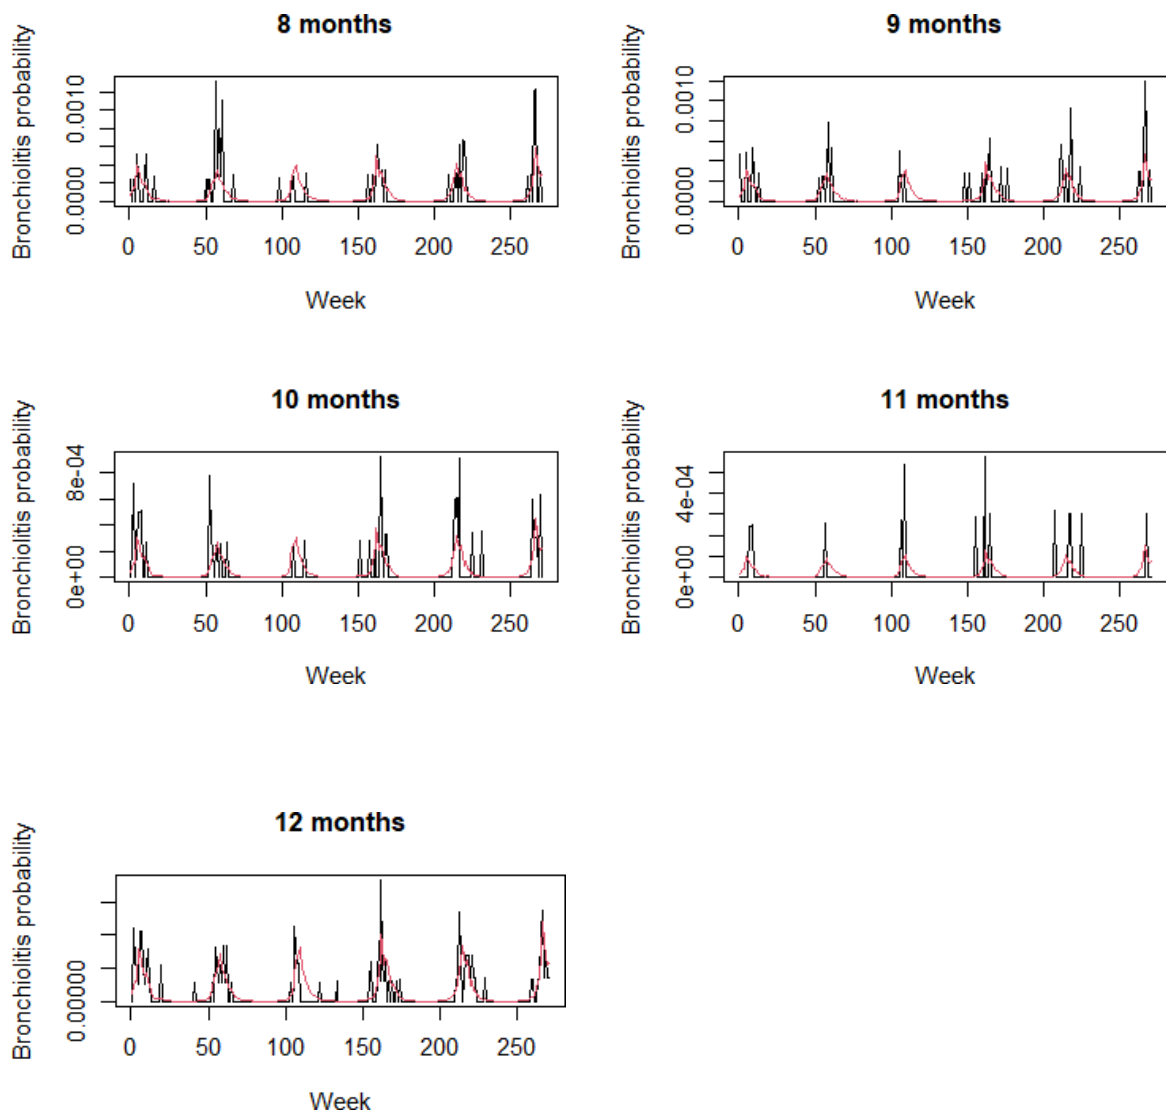 8 months
Bronchiolitis probability
0.0000 0.0010
0 50 100 150 200 250
Week
9 months
Bronchiolitis probability
0.0000 0.0010
0 50 100 150 200 250
Week
10 months
Bronchiolitis probability
0e+00 8e-04
0 50 100 150 200 250
Week
11 months
Bronchiolitis probability
0e+00 4e-04
0 50 100 150 200 250
Week
12 months
Bronchiolitis probability
0.00000
0 50 100 150 200 250
Week